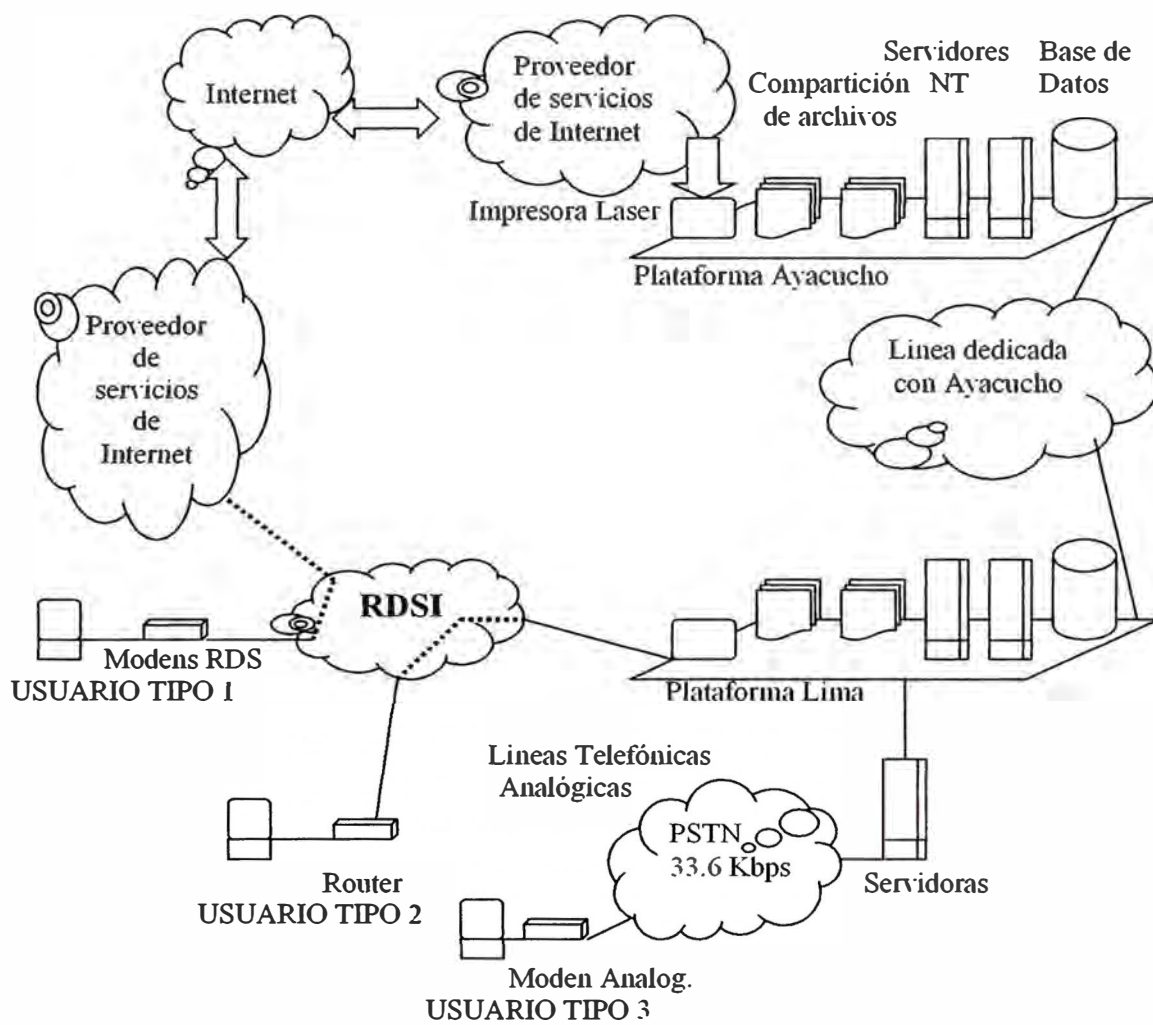 Internet
Proveedor
de servicios
de Internet
Servidores
NT
Compartición
de archivos
Base de
Datos
Impresora Laser
Plataforma Ayacucho
Proveedor
de
servicios
de
Internet
Linea dedicada
con Ayacucho
RDSI
Modens RDS
USUARIO TIPO 1
Plataforma Lima
Lineas Telefónicas
Analógicas
PSTN
33.6 Kbps
Servidoras
Router
USUARIO TIPO 2
Moden Analog.
USUARIO TIPO 3